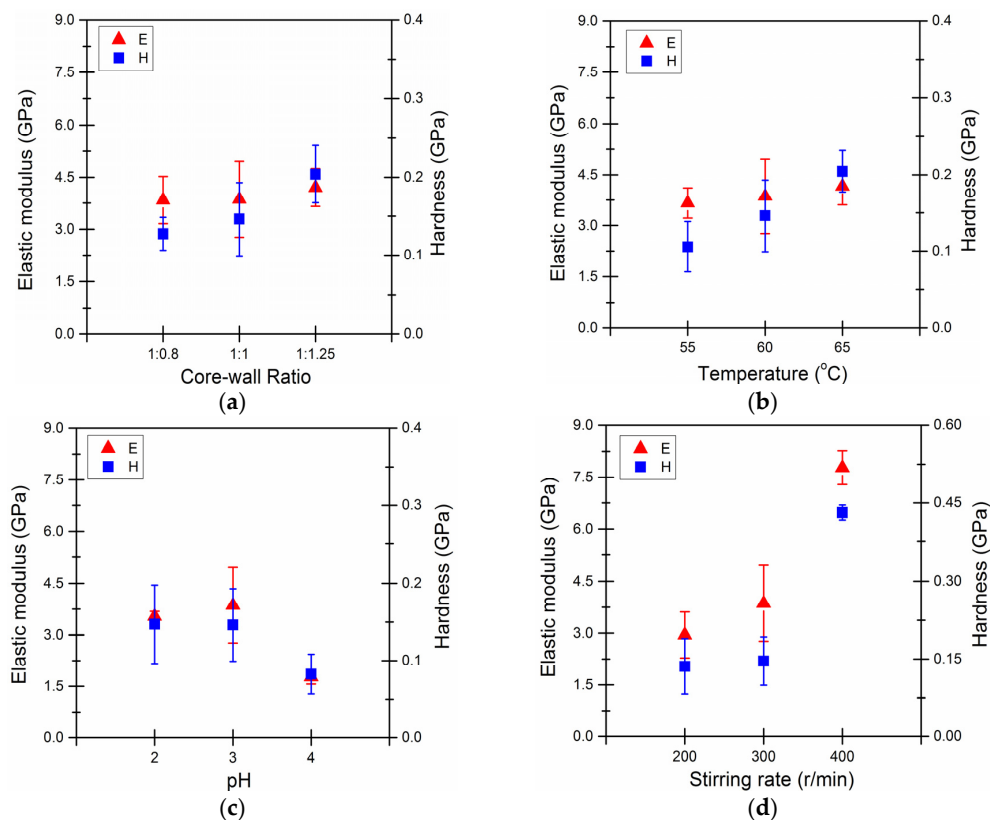 E
H
Elastic modulus (GPa)
9.0
7.5
6.0
4.5
3.0
1.5
0.0
Hardness (GPa)
0.4
0.3
0.2
0.1
0.0
1:0.8 1:1 1:1.25
Core-wall Ratio
(a)
E
H
Elastic modulus (GPa)
9.0
7.5
6.0
4.5
3.0
1.5
0.0
Hardness (GPa)
0.4
0.3
0.2
0.1
0.0
55 60 65
Temperature (°C)
(b)
E
H
Elastic modulus (GPa)
9.0
7.5
6.0
4.5
3.0
1.5
0.0
Hardness (GPa)
0.4
0.3
0.2
0.1
0.0
2 3 4
pH
(c)
E
H
Elastic modulus (GPa)
9.0
7.5
6.0
4.5
3.0
1.5
0.0
Hardness (GPa)
0.60
0.45
0.30
0.15
0.00
200 300 400
Stirring rate (r/min)
(d)